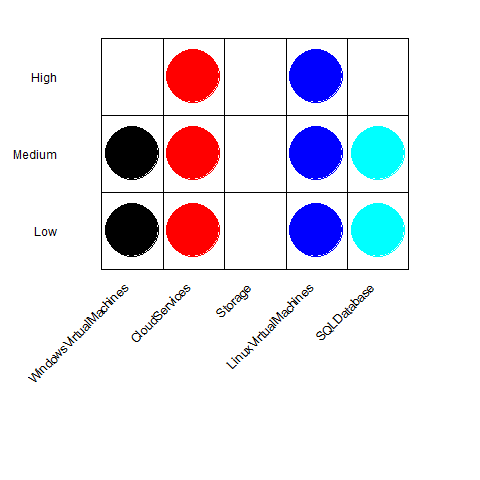 High
Medium
Low
WindowsVirtualMachines
CloudServices
Storage
LinuxVirtualMachines
SQLDatabase